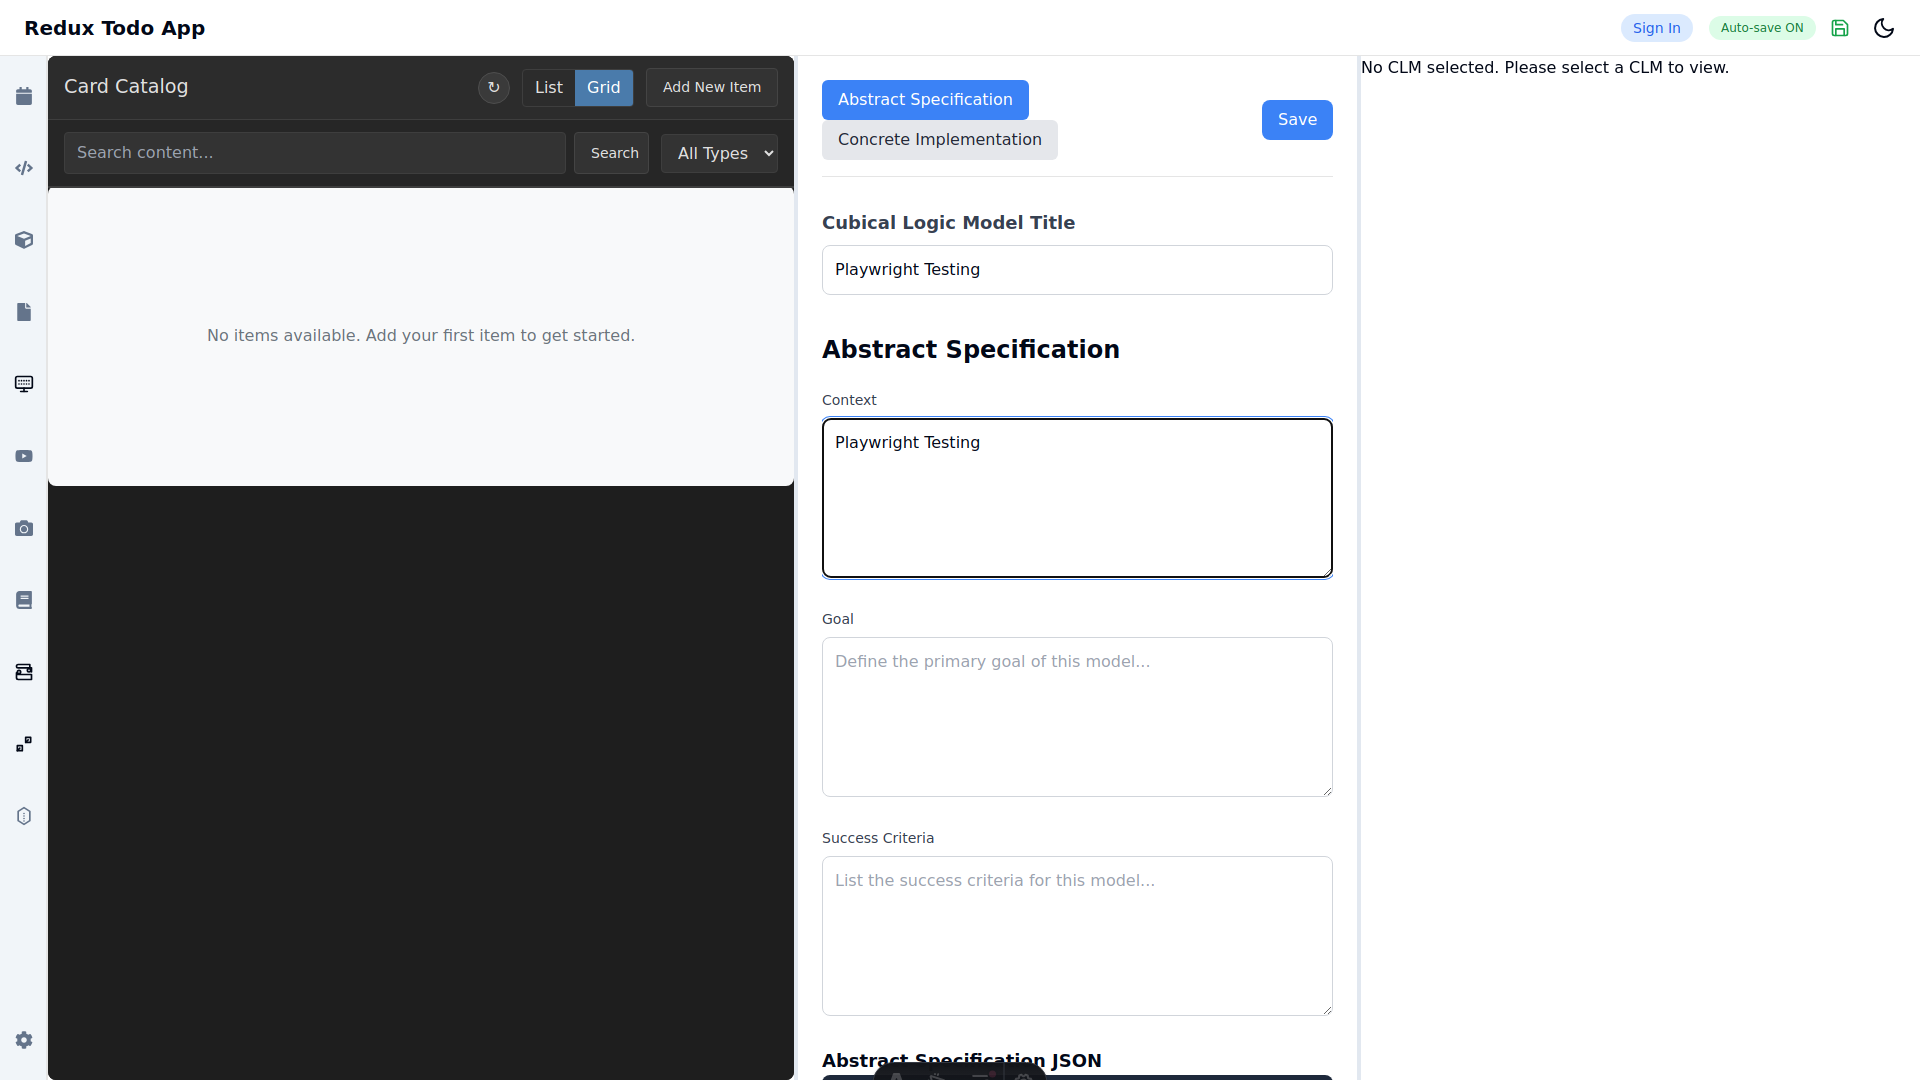 Redux Todo App
Sign In
Auto-save ON
Card Catalog
↻
List
Grid
Add New Item
Search content...
Search
All Types
No items available. Add your first item to get started.
Abstract Specification
Concrete Implementation
Save
Cubical Logic Model Title
Playwright Testing
Abstract Specification
Context
Playwright Testing
Goal
Define the primary goal of this model...
Success Criteria
List the success criteria for this model...
Abstract Specification JSON
No CLM selected. Please select a CLM to view.